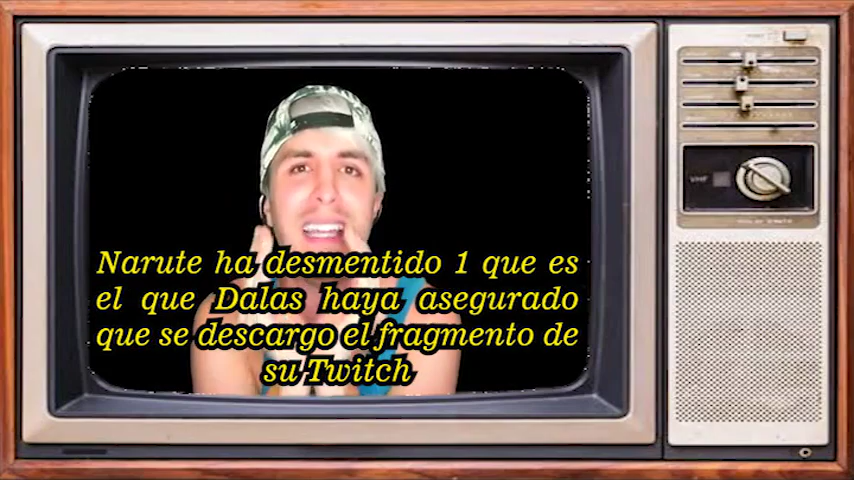 Narute ha desmentido 1 que es
el que Dalas haya asegurado
que se descargo el fragmento de
su Twitch
VHF